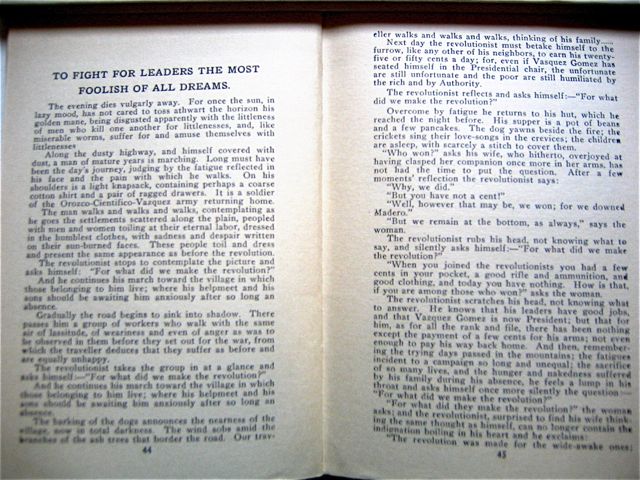 TO FIGHT FOR LEADERS THE MOST
FOOLISH OF ALL DREAMS.
The evening dies vulgarly away. For once the sun, in
lazy mood, has not cared to toss athwart the horizon his
golden mane, being disgusted apparently with the littleness
of men who kill one another for littlenesses, and, like
miserable worms, suffer for and amuse themselves with
littlenesses
Along the dusty highway, and himself covered with
dust, a man of mature years is marching. Long must have
been the day's journey, judging by the fatigue reflected in
his face and the pain with which he walks. On his
shoulders is a light knapsack, containing perhaps a coarse
cotton shirt and a pair of ragged drawers. It is a soldier
of the Orozco-Cientifico-Vazquez army returning home.
The man walks and walks and walks, contemplating as
he goes the settlements scattered along the plain, peopled
with men and women toiling at their eternal labor, dressed
in the humblest clothes, with sadness and despair written
on their sun-burned faces. These people toil and dress
and present the same appearance as before the revolution.
The revolutionist stops to contemplate the picture and
asks himself: "For what did we make the revolution?"
And he continues his march toward the village in which
those belonging to him live; where his helpmeet and his
sons should be awaiting him anxiously after so long an
absence.
Gradually the road begins to sink into shadow. There
passes him a group of workers who walk with the same
air of lassitude, of weariness and even of anger as was to
be observed in them before they set out for the war, from
which the traveller deduces that they suffer as before and
are equally unhappy.
The revolutionist takes the group in at a glance and
asks himself:—"For what did we make the revolution?"
And he continues his march toward the village in which
those belonging to him live; where his helpmeet and his
sons should be awaiting him anxiously after so long an
absence.
The barking of the dogs announces the nearness of the
village, now in total darkness. The wind sobs amid the
branches of the ash trees that border the road. Our trav-
44
eller walks and walks and walks, thinking of his family.....
Next day the revolutionist must betake himself to the
furrow, like any other of his neighbors, to earn his twenty-
five or fifty cents a day; for, even if Vasquez Gomez has
seated himself in the Presidential chair, the unfortunate
are still unfortunate and the poor are still humiliated by
the rich and by Authority.
The revolutionist reflects and asks himself:—"For what
did we make the revolution?"
Overcome by fatigue he returns to his hut, which he
reached the night before. His supper is a pot of beans
and a few pancakes. The dog yawns beside the fire; the
crickets sing their love-songs in the crevices; the children
are asleep, with scarcely a stitch to cover them.
"Who won?" asks his wife, who hitherto, overjoyed at
having clasped her companion once more in her arms, has
not had the time to put the question. After a few
moments' reflection the revolutionist says:
"Why, we did."
"But you have not a cent!"
"Well, however that may be, we won; for we downed
Madero."
"But we remain at the bottom, as always," says the
woman.
The revolutionist rubs his head, not knowing what to
say, and silently asks himself:—"For what did we make
the revolution?"
"When you joined the revolutionists you had a few
cents in your pocket, a good rifle and ammunition, and
good clothing, and today you have nothing. How is that,
if you are among those who won?" asks the woman.
The revolutionist scratches his head, not knowing what
to answer. He knows that his leaders have good jobs,
and that Vasquez Gomez is now President; but that for
him, as for all the rank and file, there has been nothing
except the payment of a few cents for his arms; not even
enough to pay his way back home. And then, remember-
ing the trying days passed in the mountains; the fatigues
incident to a campaign so long and unequal; the sacrifice
of so many lives, and the hunger and nakedness suffered
by his family during his absence, he feels a lump in his
throat and asks himself once more silently the question:—
"For what did we make the revolution?"
"For what did they make the revolution?" the woman
asks; and the revolutionist, surprised to find his wife think-
ing the same thought as himself, can no longer contain the
indignation boiling in his heart and he exclaims:
"The revolution was made for the wide-awake ones;
45